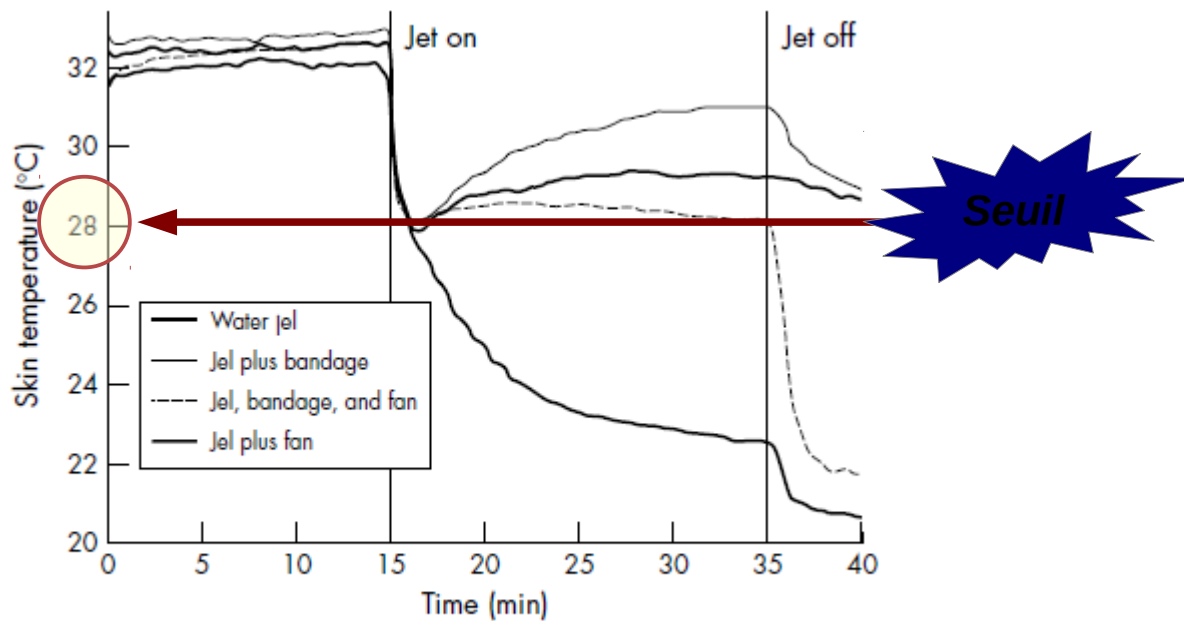 Jet on
Jet off
32
30
28
26
24
22
20
Skin temperature (°C)
Seuil
Water jel
Jel plus bandage
Jel, bandage, and fan
Jel plus fan
0 5 10 15 20 25 30 35 40
Time (min)